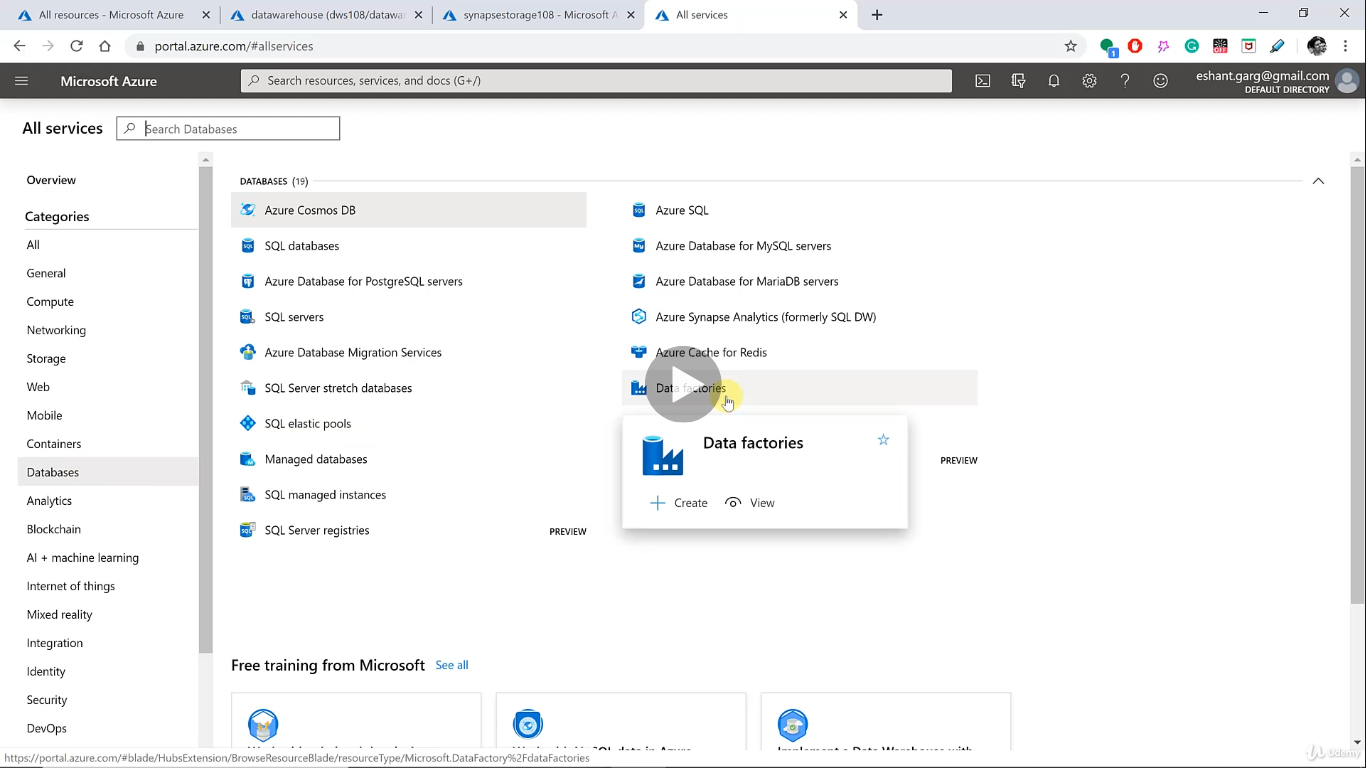 All resources - Microsoft Azure
datawarehouse (dws108/datawar
synapsestorage108 - Microsoft A
All services
portal.azure.com/#allservices
1
OFF
Microsoft Azure
Search resources, services, and docs (G+/)
eshant.garg@gmail.com
DEFAULT DIRECTORY
All services
Search Databases
Overview
Categories
All
General
Compute
Networking
Storage
Web
Mobile
Containers
Databases
Analytics
Blockchain
AI + machine learning
Internet of things
Mixed reality
Integration
Identity
Security
DevOps
DATABASES (19)
Azure Cosmos DB
Azure SQL
SQL databases
Azure Database for MySQL servers
Azure Database for PostgreSQL servers
Azure Database for MariaDB servers
SQL servers
Azure Synapse Analytics (formerly SQL DW)
Azure Database Migration Services
Azure Cache for Redis
SQL Server stretch databases
Data factories
SQL elastic pools
Managed databases
SQL managed instances
SQL Server registries
PREVIEW
Data factories
Create
View
PREVIEW
Free training from Microsoft
See all
https://portal.azure.com/#blade/HubsExtension/BrowseResourceBlade/resourceType/Microsoft.DataFactory%2FdataFactories
Udemy